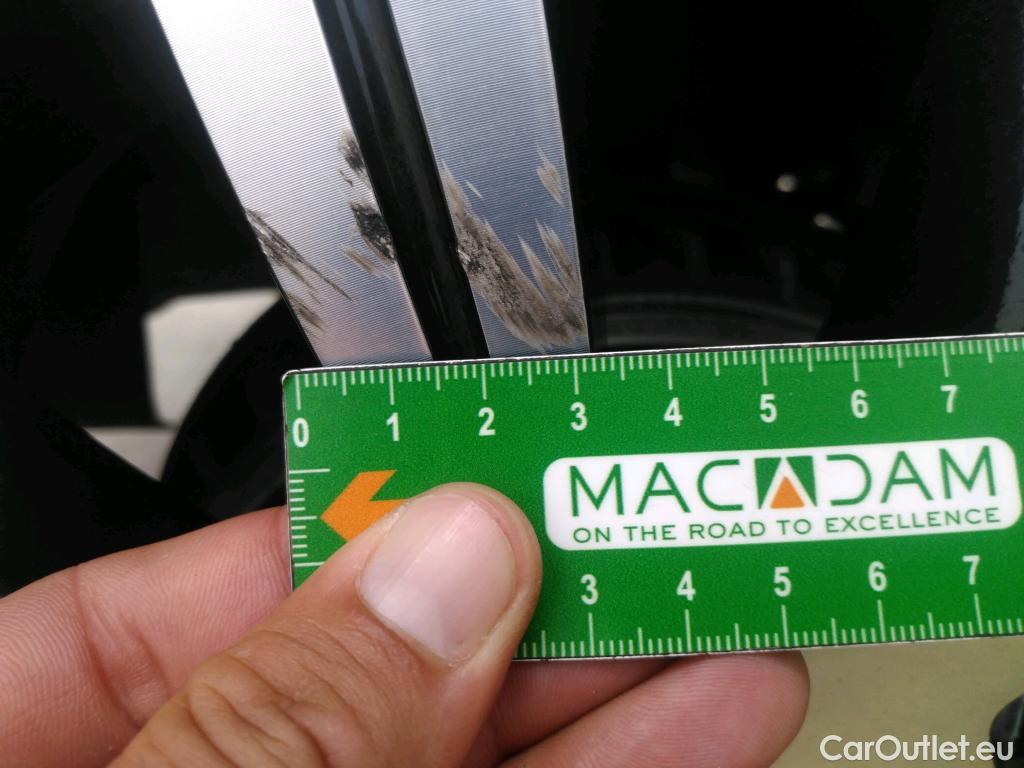 0 1 2 3 4 5 6 7
MACADAM
ON THE ROAD TO EXCELLENCE
3 4 5 6 7
CarOutlet.eu